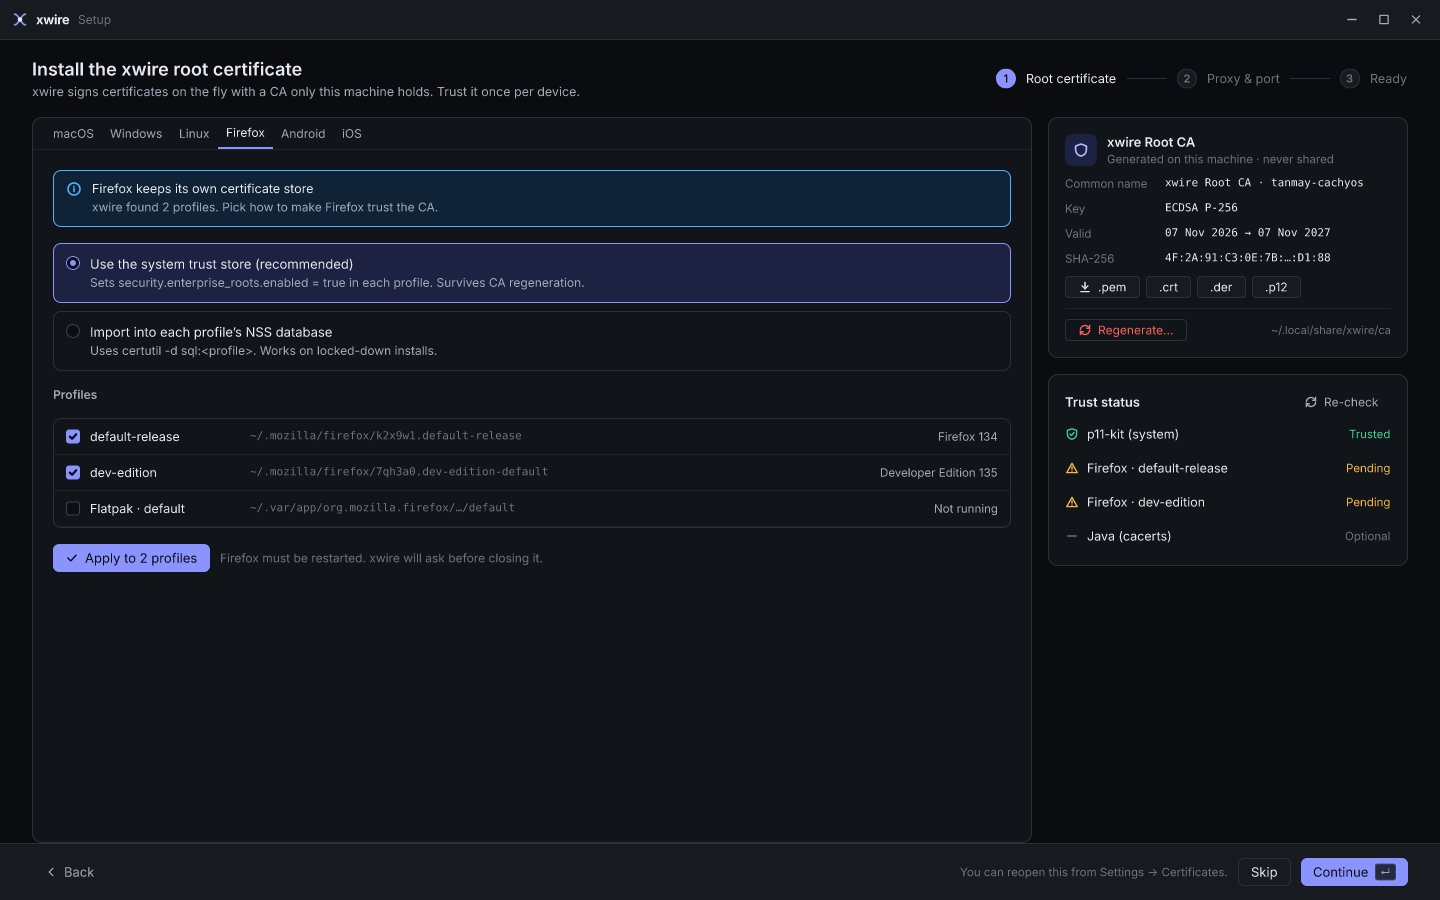 xwire Setup
Install the xwire root certificate
xwire signs certificates on the fly with a CA only this machine holds. Trust it once per device.
1 Root certificate 2 Proxy & port 3 Ready
macOS Windows Linux Firefox Android iOS
Firefox keeps its own certificate store
xwire found 2 profiles. Pick how to make Firefox trust the CA.
Use the system trust store (recommended)
Sets security.enterprise_roots.enabled = true in each profile. Survives CA regeneration.
Import into each profile’s NSS database
Uses certutil -d sql:<profile>. Works on locked-down installs.
Profiles
default-release ~/.mozilla/firefox/k2x9w1.default-release Firefox 134
dev-edition ~/.mozilla/firefox/7qh3a0.dev-edition-default Developer Edition 135
Flatpak · default ~/.var/app/org.mozilla.firefox/…/default Not running
Apply to 2 profiles Firefox must be restarted. xwire will ask before closing it.
xwire Root CA
Generated on this machine · never shared
Common name xwire Root CA · tanmay-cachyos
Key ECDSA P-256
Valid 07 Nov 2026 → 07 Nov 2027
SHA-256 4F:2A:91:C3:0E:7B:…:D1:88
.pem .crt .der .p12
Regenerate… ~/.local/share/xwire/ca
Trust status Re-check
p11-kit (system) Trusted
Firefox · default-release Pending
Firefox · dev-edition Pending
Java (cacerts) Optional
Back You can reopen this from Settings → Certificates. Skip Continue ↵